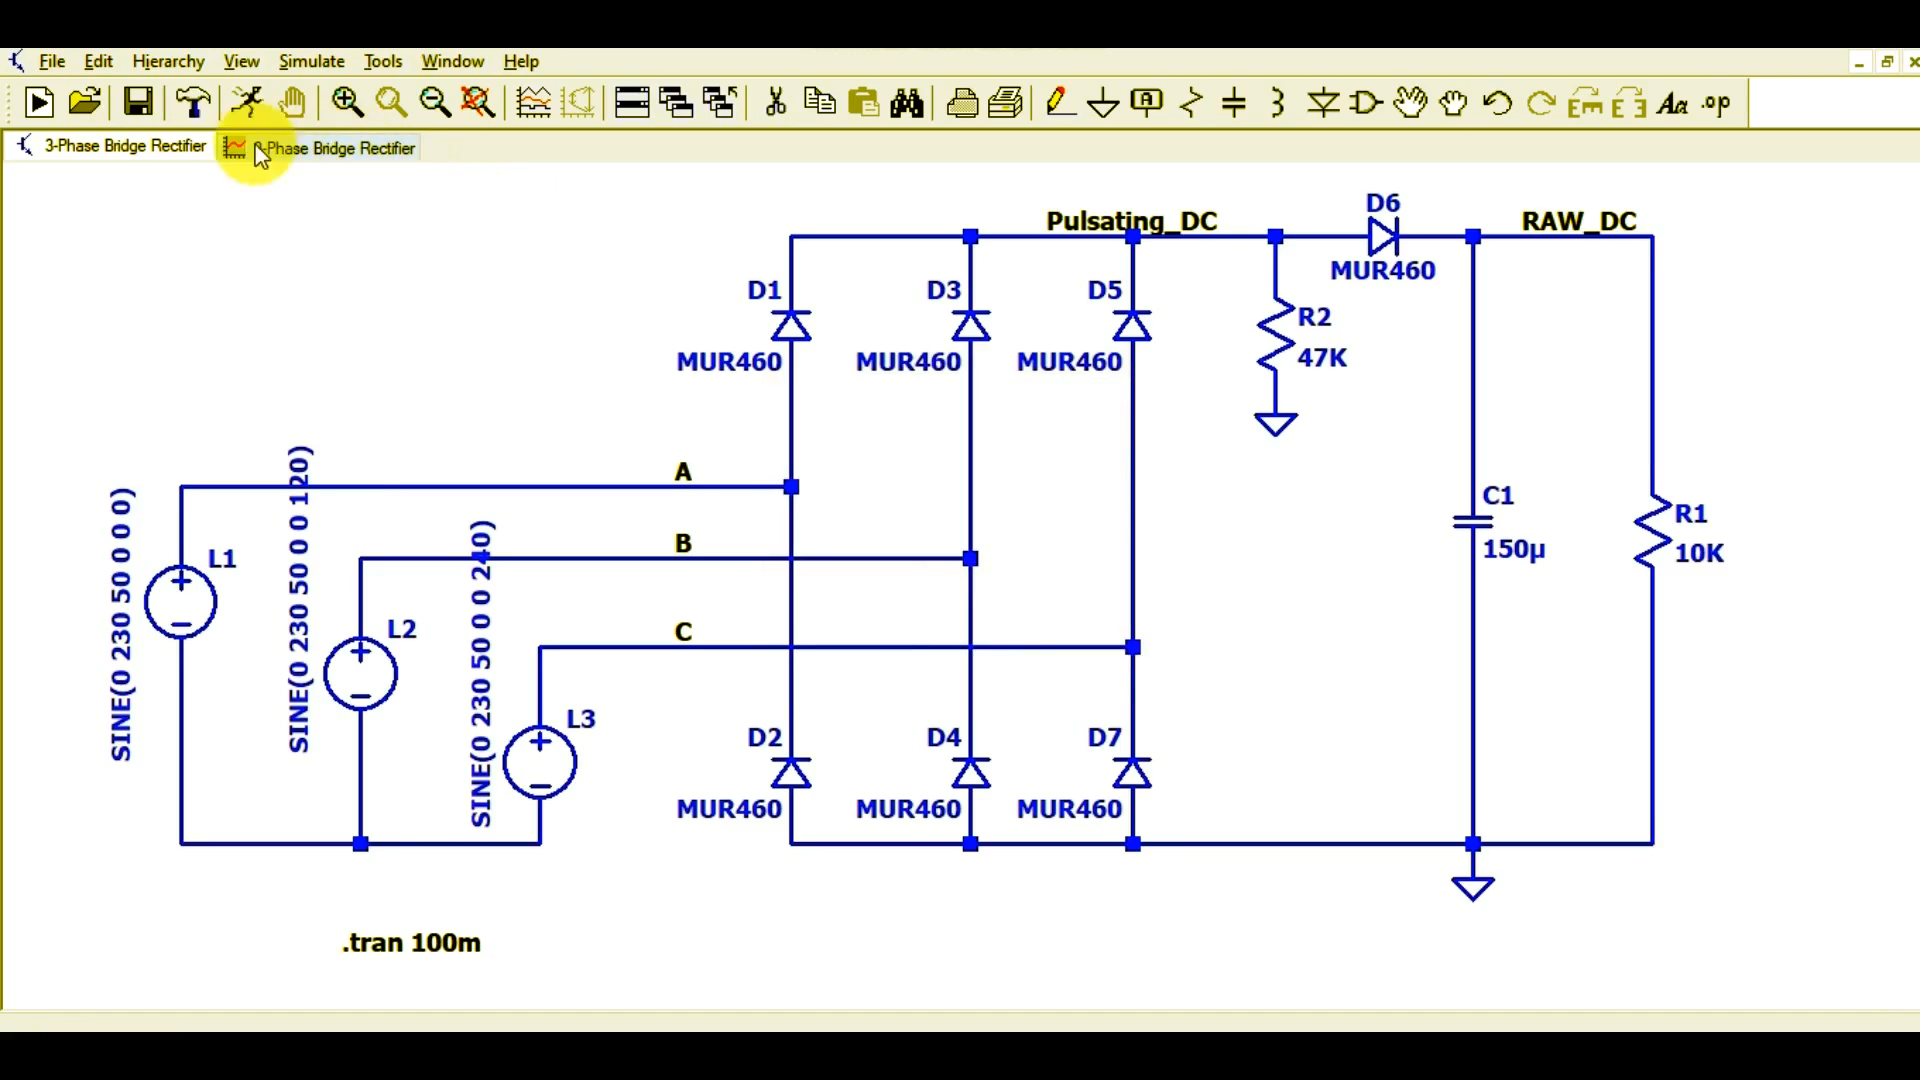 File Edit Hierarchy View Simulate Tools Window Help
A Aa .op
3-Phase Bridge Rectifier
-Phase Bridge Rectifier
D6
Pulsating_DC
RAW_DC
MUR460
D1
D3
D5
R2
47K
MUR460
MUR460
MUR460
A
SINE(0 230 50 0 0 0)
SINE(0 230 50 0 0 120)
SINE(0 230 50 0 0 240)
B
C1
150µ
R1
10K
L1
C
L2
L3
D2
D4
D7
MUR460
MUR460
MUR460
.tran 100m